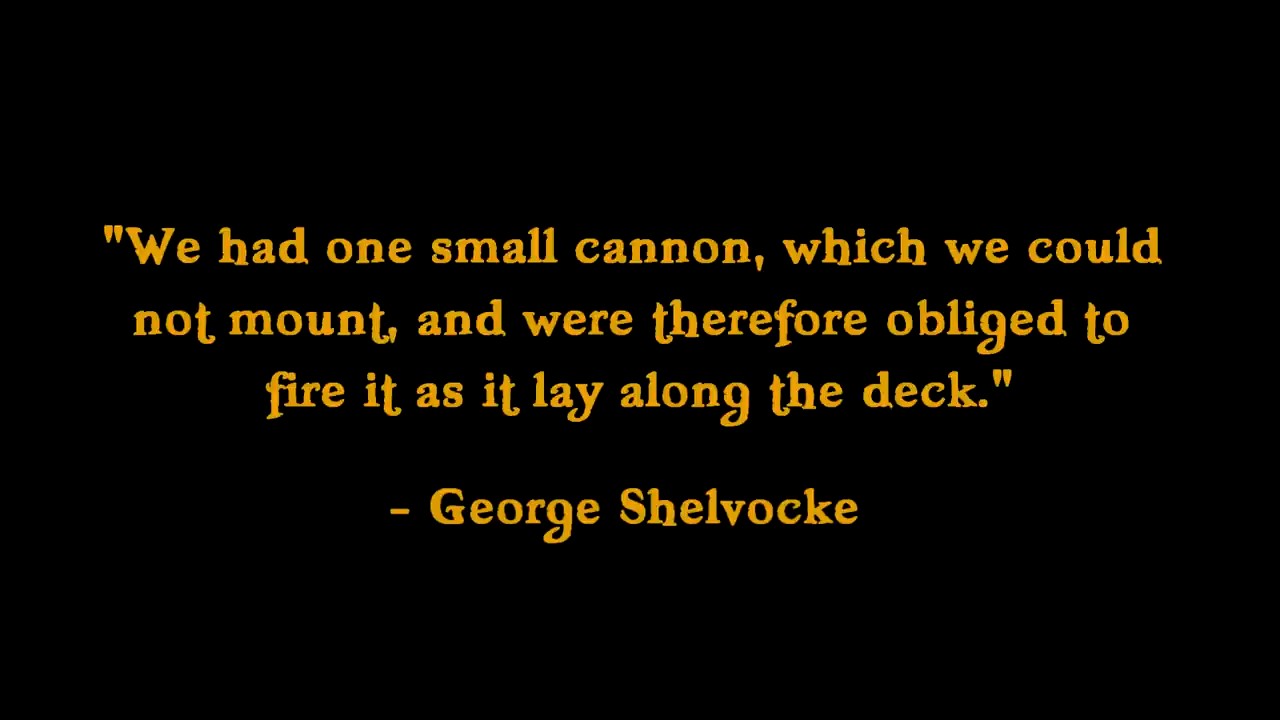 "We had one small cannon, which we could
not mount, and were therefore obliged to
fire it as it lay along the deck."
- George Shelvocke